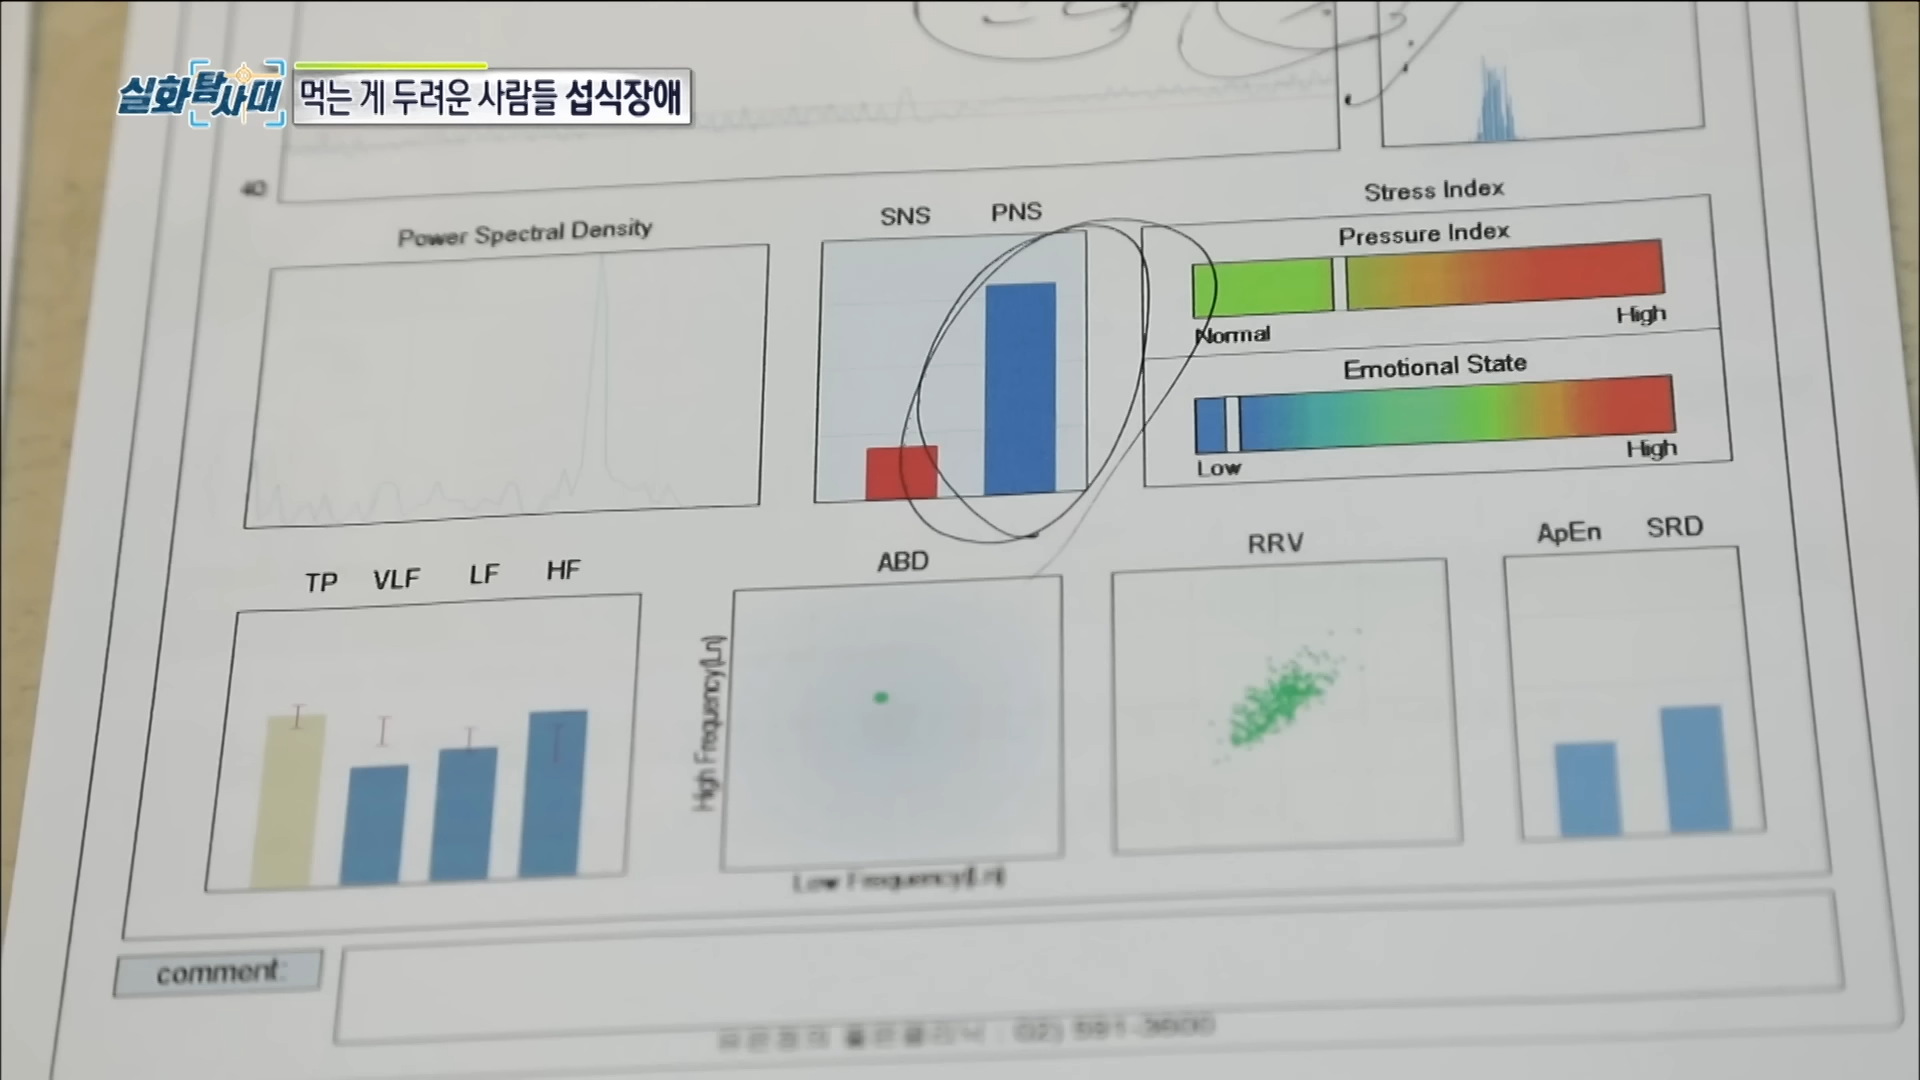 실화탐사대
먹는 게 두려운 사람들 섭식장애
40
Power Spectral Density
SNS PNS
Stress Index
Pressure Index
Normal High
Emotional State
Low High
TP VLF LF HF
ABD
High Frequency(Ln)
Low Frequency(Ln)
RRV
ApEn SRD
comment: